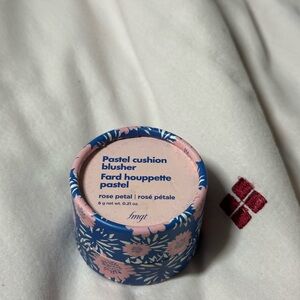 Pastel cushion
blusher
Fard houppette
pastel
rose petal | rosé pétale
6 g net wt. 0.21 oz
fmgt